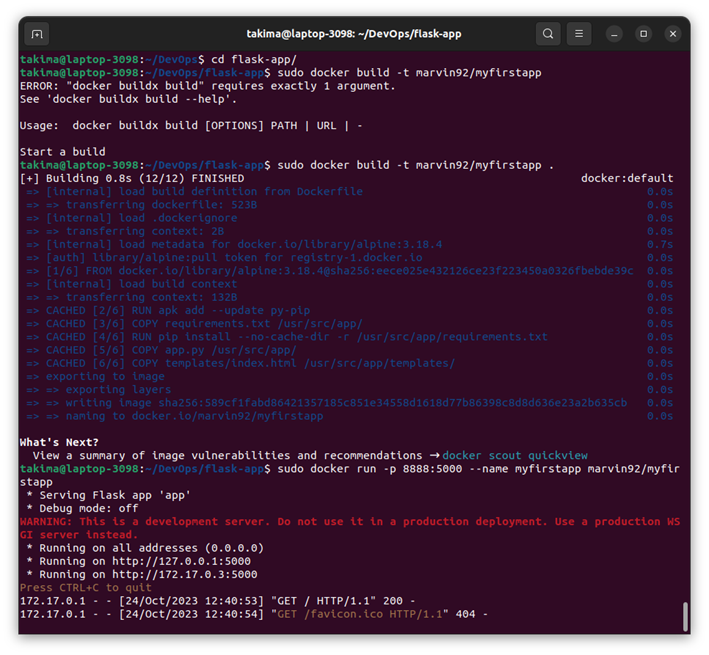 takima@laptop-3098: ~/DevOps/flask-app
takima@laptop-3098:~/DevOps$ cd flask-app/
takima@laptop-3098:~/DevOps/flask-app$ sudo docker build -t marvin92/myfirstapp
ERROR: "docker buildx build" requires exactly 1 argument.
See 'docker buildx build --help'.
Usage:  docker buildx build [OPTIONS] PATH | URL | -
Start a build
takima@laptop-3098:~/DevOps/flask-app$ sudo docker build -t marvin92/myfirstapp .
[+] Building 0.8s (12/12) FINISHED docker:default
=> [internal] load build definition from Dockerfile 0.0s
=> => transferring dockerfile: 523B 0.0s
=> [internal] load .dockerignore 0.0s
=> => transferring context: 2B 0.0s
=> [internal] load metadata for docker.io/library/alpine:3.18.4 0.7s
=> [auth] library/alpine:pull token for registry-1.docker.io 0.0s
=> [1/6] FROM docker.io/library/alpine:3.18.4@sha256:eece025e432126ce23f223450a0326fbebde39c 0.0s
=> [internal] load build context 0.0s
=> => transferring context: 132B 0.0s
=> CACHED [2/6] RUN apk add --update py-pip 0.0s
=> CACHED [3/6] COPY requirements.txt /usr/src/app/ 0.0s
=> CACHED [4/6] RUN pip install --no-cache-dir -r /usr/src/app/requirements.txt 0.0s
=> CACHED [5/6] COPY app.py /usr/src/app/ 0.0s
=> CACHED [6/6] COPY templates/index.html /usr/src/app/templates/ 0.0s
=> exporting to image 0.0s
=> => exporting layers 0.0s
=> => writing image sha256:589cf1fabd86421357185c851e34558d1618d77b86398c8d8d636e23a2b635cb 0.0s
=> => naming to docker.io/marvin92/myfirstapp 0.0s
What's Next?
View a summary of image vulnerabilities and recommendations → docker scout quickview
takima@laptop-3098:~/DevOps/flask-app$ sudo docker run -p 8888:5000 --name myfirstapp marvin92/myfir
stapp
* Serving Flask app 'app'
* Debug mode: off
WARNING: This is a development server. Do not use it in a production deployment. Use a production WS
GI server instead.
* Running on all addresses (0.0.0.0)
* Running on http://127.0.0.1:5000
* Running on http://172.17.0.3:5000
Press CTRL+C to quit
172.17.0.1 - - [24/Oct/2023 12:40:53] "GET / HTTP/1.1" 200 -
172.17.0.1 - - [24/Oct/2023 12:40:54] "GET /favicon.ico HTTP/1.1" 404 -